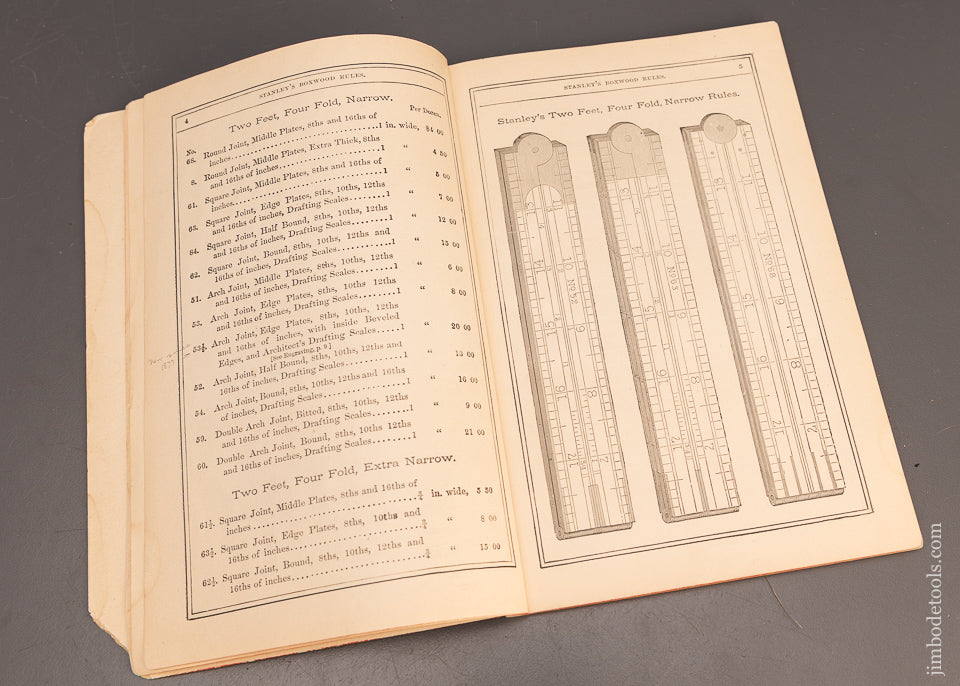 4
STANLEY'S BOXWOOD RULES.
Two Feet, Four Fold, Narrow.
No.
Per Dozen.
68. Round Joint, Middle Plates, 8ths and 16ths of
inches 1 in. wide, $4 00
8. Round Joint, Middle Plates, Extra Thick, 8ths
and 16ths of inches 1 “ 4 50
61. Square Joint, Middle Plates, 8ths and 16ths of
inches 1 “ 5 00
63. Square Joint, Edge Plates, 8ths, 10ths, 12ths
and 16ths of inches, Drafting Scales 1 “ 7 00
84. Square Joint, Half Bound, 8ths, 10ths, 12ths
and 16ths of inches, Drafting Scales 1 “ 12 00
62. Square Joint, Bound, 8ths, 10ths, 12ths and
16ths of inches, Drafting Scales 1 “ 15 00
51. Arch Joint, Middle Plates, 8ths, 10ths, 12ths
and 16ths of inches, Drafting Scales 1 “ 6 00
53. Arch Joint, Edge Plates, 8ths, 10ths, 12ths
and 16ths of inches, Drafting Scales 1 “ 8 00
53½. Arch Joint, Edge Plates, 8ths, 10ths, 12ths
and 16ths of inches, with inside Beveled
Edges, and Architect's Drafting Scales 1 “ 20 00
[See Engraving, p. 9.]
52. Arch Joint, Half Bound, 8ths, 10ths, 12ths and
16ths of inches, Drafting Scales 1 “ 13 00
54. Arch Joint, Bound, 8ths, 10ths, 12ths and 16ths
of inches, Drafting Scales 1 “ 16 00
59. Double Arch Joint, Bitted, 8ths, 10ths, 12ths
and 16ths of inches, Drafting Scales 1 “ 9 00
60. Double Arch Joint, Bound, 8ths, 10ths, 12ths
and 16ths of inches, Drafting Scales 1 “ 21 00
Two Feet, Four Fold, Extra Narrow.
61½. Square Joint, Middle Plates, 8ths and 16ths of
inches ¾ in. wide, 5 50
63½. Square Joint, Edge Plates, 8ths, 10ths and
16ths of inches ¾ “ 8 00
62½. Square Joint, Bound, 8ths, 10ths, 12ths and
16ths of inches ¾ “ 15 00
STANLEY'S BOXWOOD RULES.
5
Stanley's Two Feet, Four Fold, Narrow Rules.
No 52
No 63
No 68
jimbodetools.com